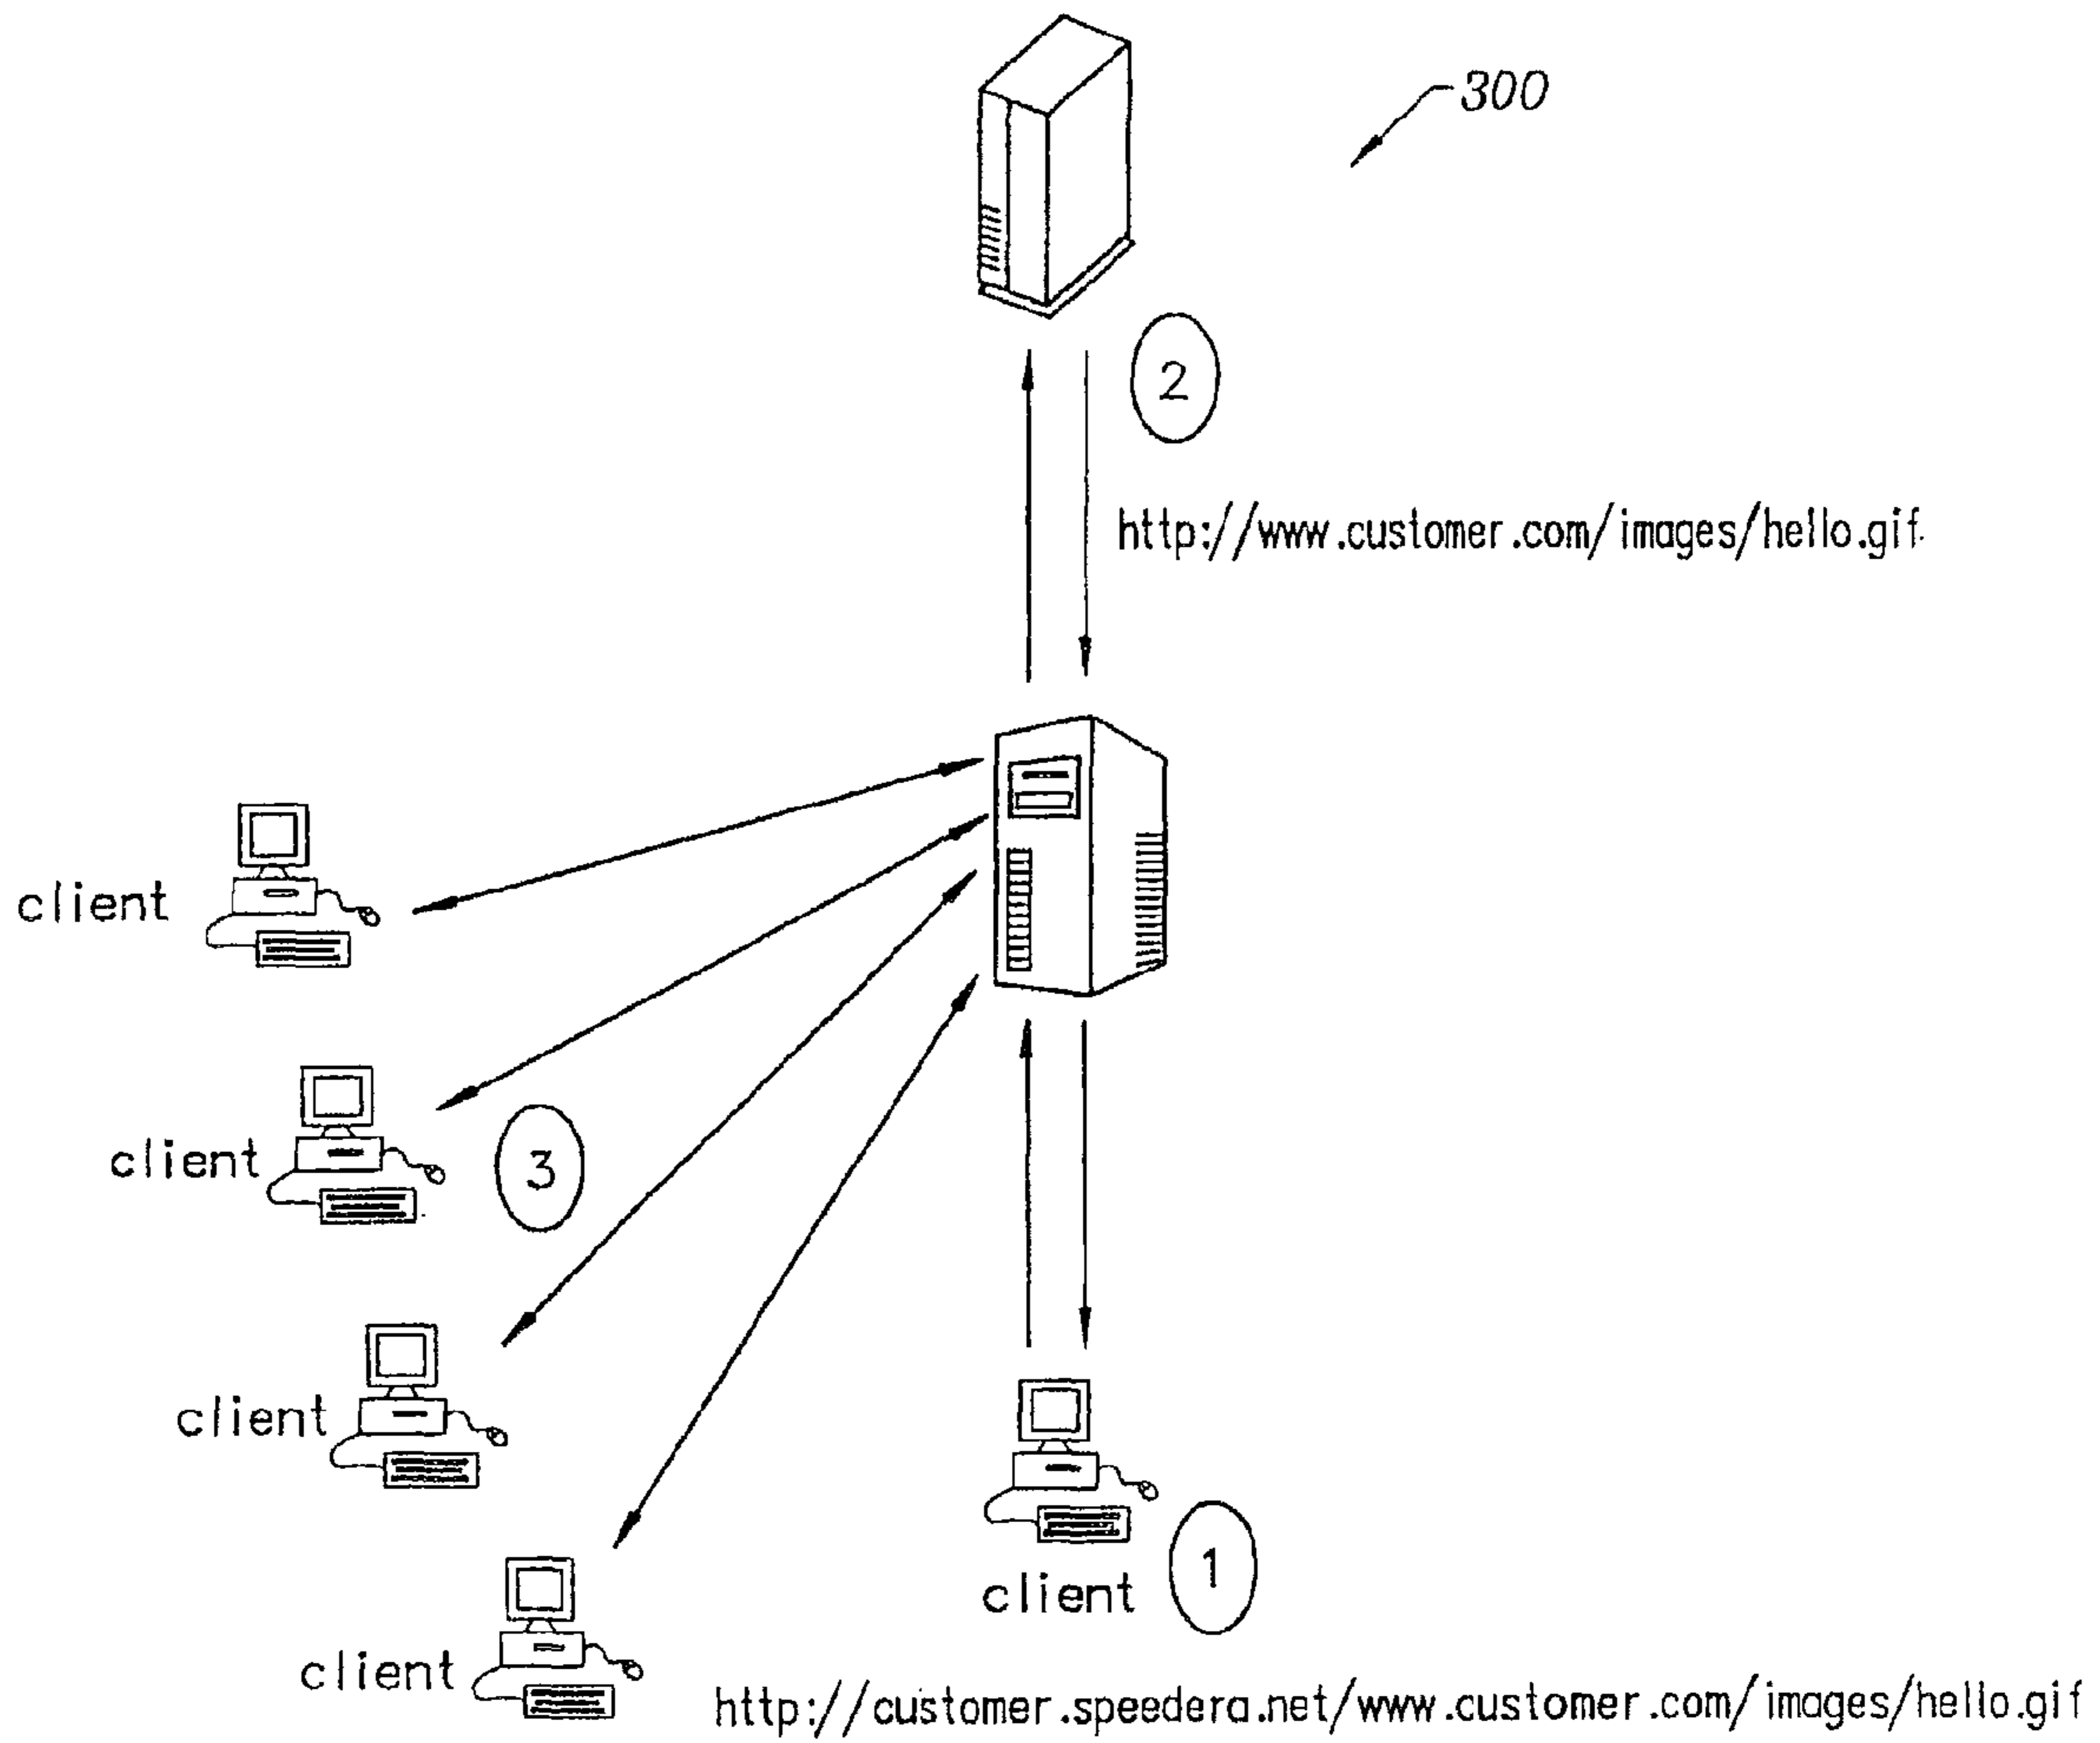 300
2
http://www.customer.com/images/hello.gif
client
client
3
client
client
1
client
http://customer.speedera.net/www.customer.com/images/hello.gif